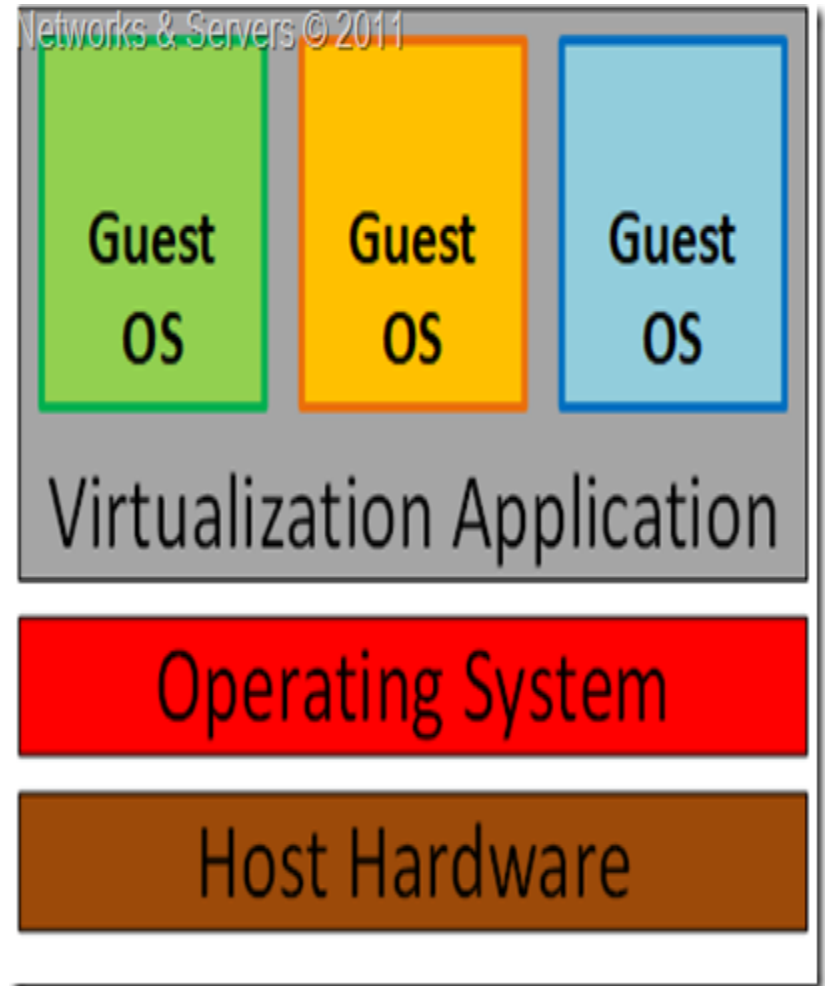 Networks & Servers © 2011
Guest
OS
Guest
OS
Guest
OS
Virtualization Application
Operating System
Host Hardware